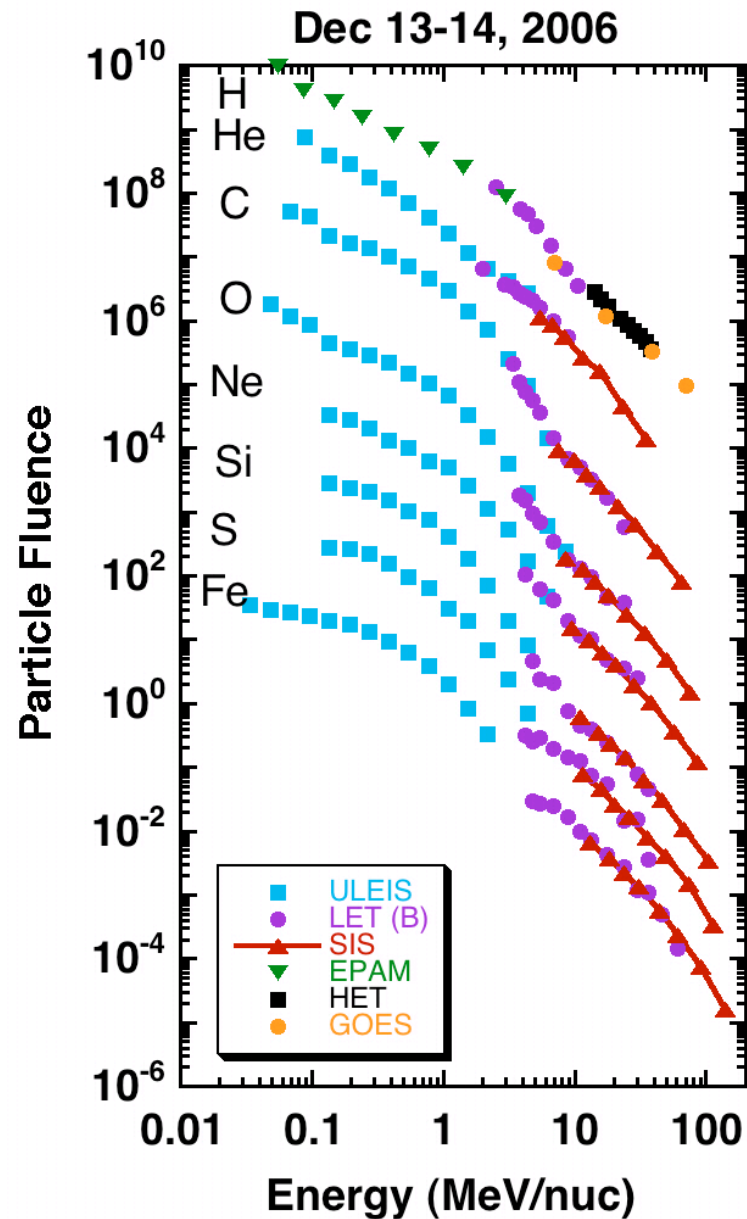 Dec 13-14, 2006
Particle Fluence
10^10
10^8
10^6
10^4
10^2
10^0
10^-2
10^-4
10^-6
H
He
C
O
Ne
Si
S
Fe
ULEIS
LET (B)
SIS
EPAM
HET
GOES
0.01 0.1 1 10 100
Energy (MeV/nuc)